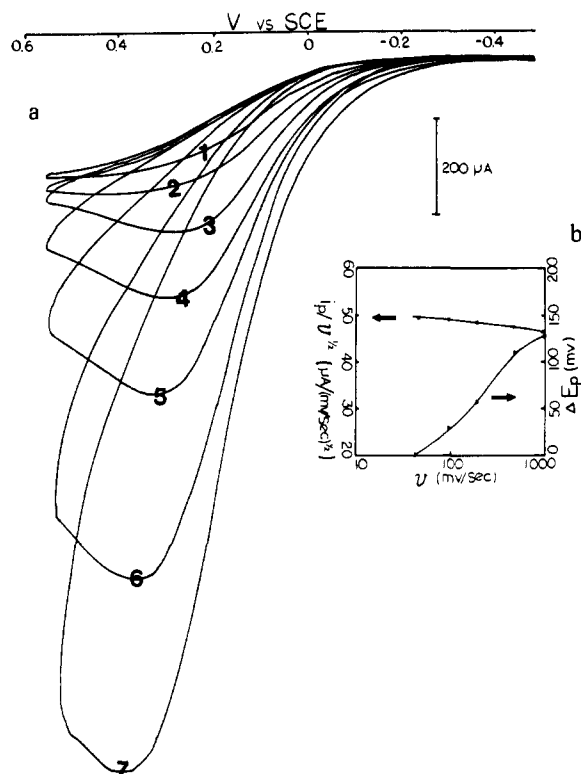 V vs SCE
0.6 0.4 0.2 0 -0.2 -0.4
a
1
2
3
4
5
6
7
200 μA
b
60
50
40
30
20
ip/υ^½ (μA/(mv/sec)^½)
200
150
100
50
0
Δ Ep (mv)
10 100 1000
υ (mv/sec)